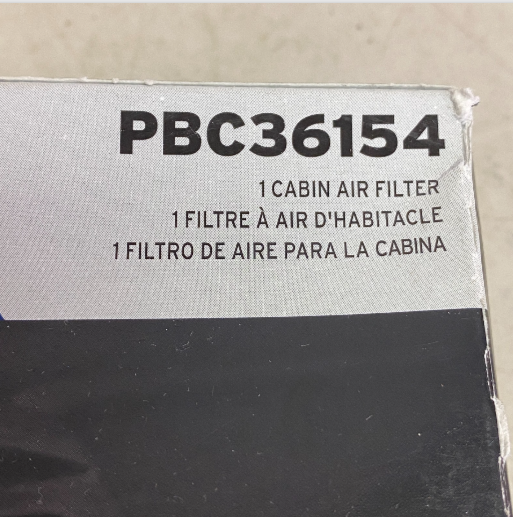 PBC36154
1 CABIN AIR FILTER
1 FILTRE À AIR D'HABITACLE
1 FILTRO DE AIRE PARA LA CABINA